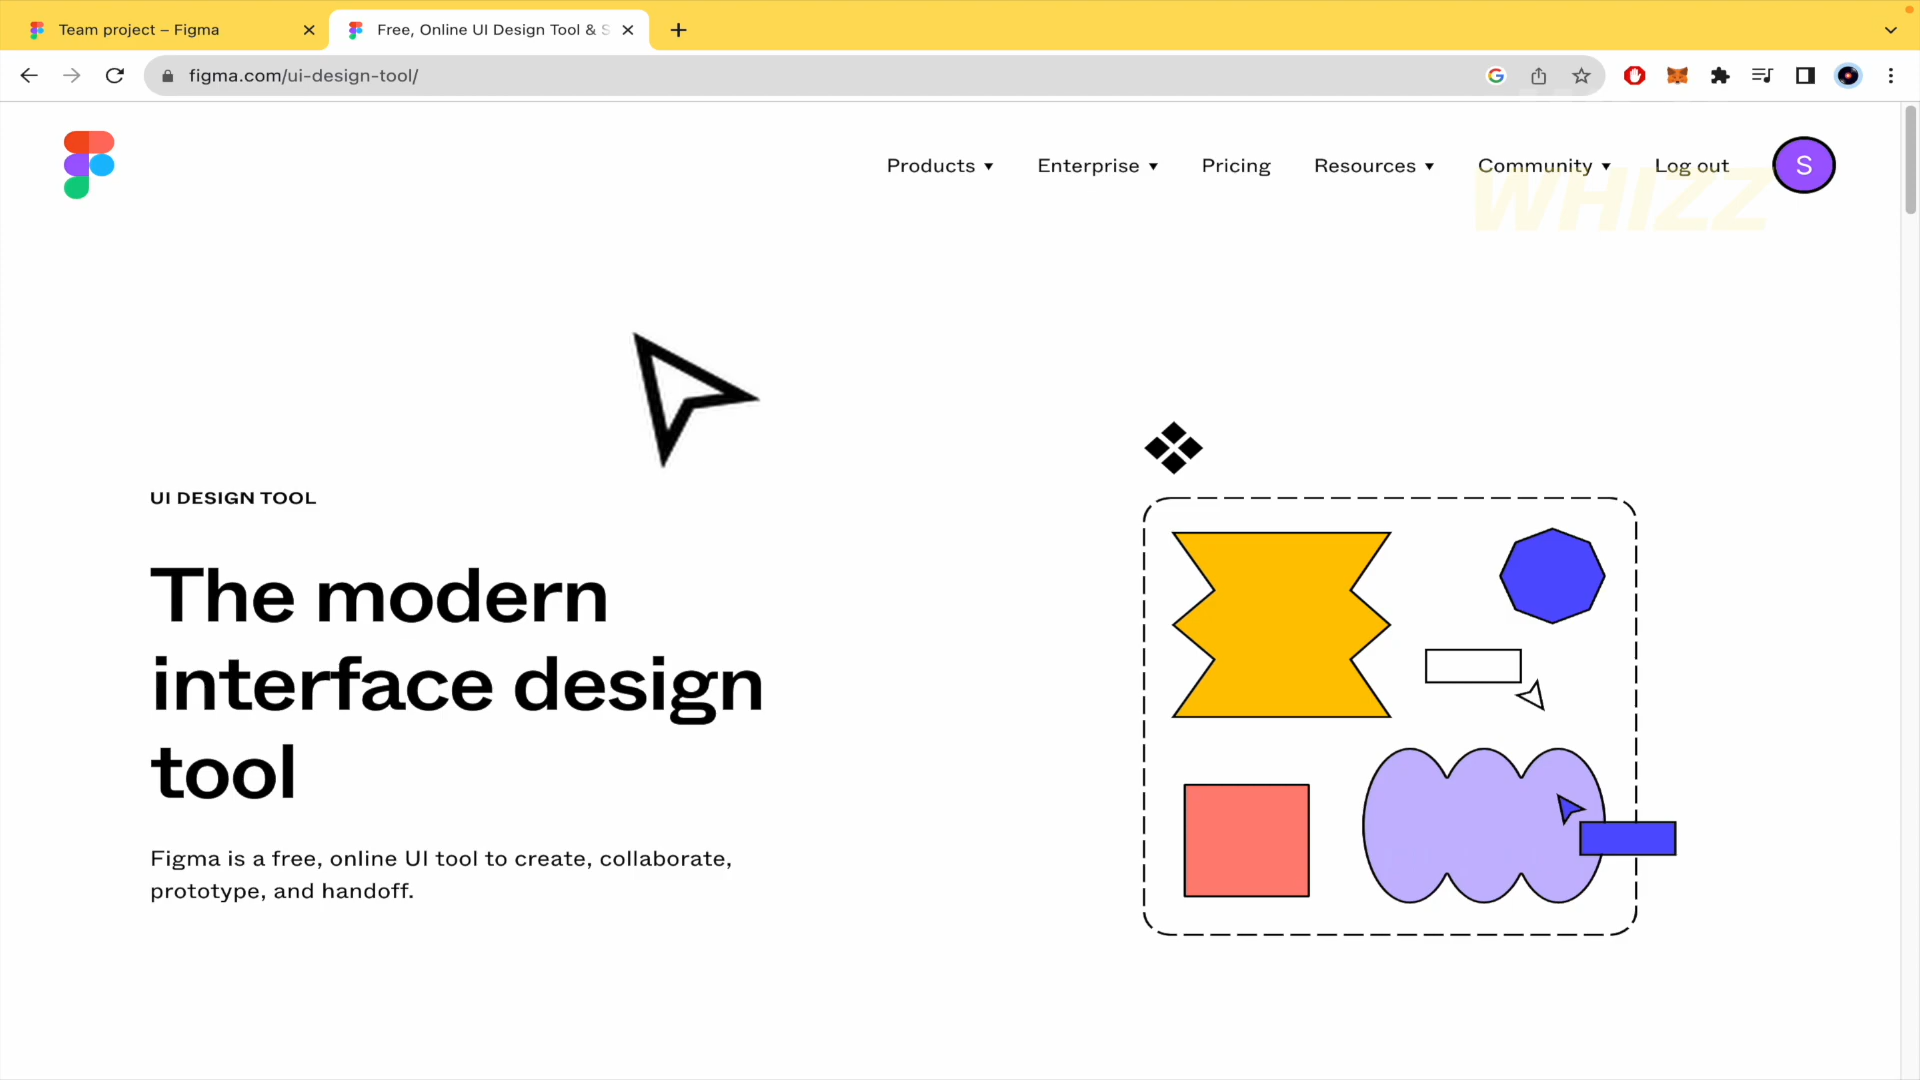 Team project – Figma
Free, Online UI Design Tool & S
figma.com/ui-design-tool/
Products ▾ Enterprise ▾ Pricing Resources ▾ Community ▾ Log out S
WHIZZ
UI DESIGN TOOL
The modern
interface design
tool
Figma is a free, online UI tool to create, collaborate,
prototype, and handoff.